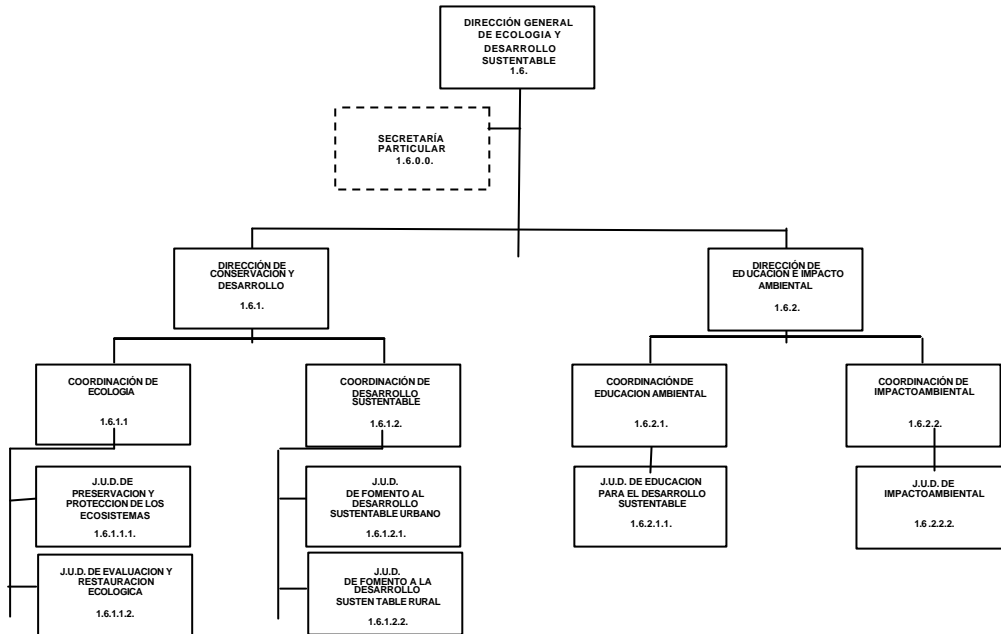 DIRECCIÓN GENERAL
DE ECOLOGIA Y
DESARROLLO
SUSTENTABLE
1.6.
SECRETARÍA
PARTICULAR
1.6.0.0.
DIRECCIÓN DE
CONSERVACION Y
DESARROLLO
1.6.1.
DIRECCIÓN DE
EDUCACION E IMPACTO
AMBIENTAL
1.6.2.
COORDINACIÓN DE
ECOLOGIA
1.6.1.1
COORDINACIÓN DE
DESARROLLO
SUSTENTABLE
1.6.1.2.
COORDINACIÓN DE
EDUCACION AMBIENTAL
1.6.2.1.
COORDINACIÓN DE
IMPACTOAMBIENTAL
1.6.2.2.
J.U.D. DE
PRESERVACION Y
PROTECCION DE LOS
ECOSISTEMAS
1.6.1.1.1.
J.U.D.
DE FOMENTO AL
DESARROLLO
SUSTENTABLE URBANO
1.6.1.2.1.
J.U.D. DE EDUCACION
PARA EL DESARROLLO
SUSTENTABLE
1.6.2.1.1.
J.U.D. DE
IMPACTOAMBIENTAL
1.6.2.2.2.
J.U.D. DE EVALUACION Y
RESTAURACION
ECOLOGICA
1.6.1.1.2.
J.U.D.
DE FOMENTO A LA
DESARROLLO
SUSTEN TABLE RURAL
1.6.1.2.2.